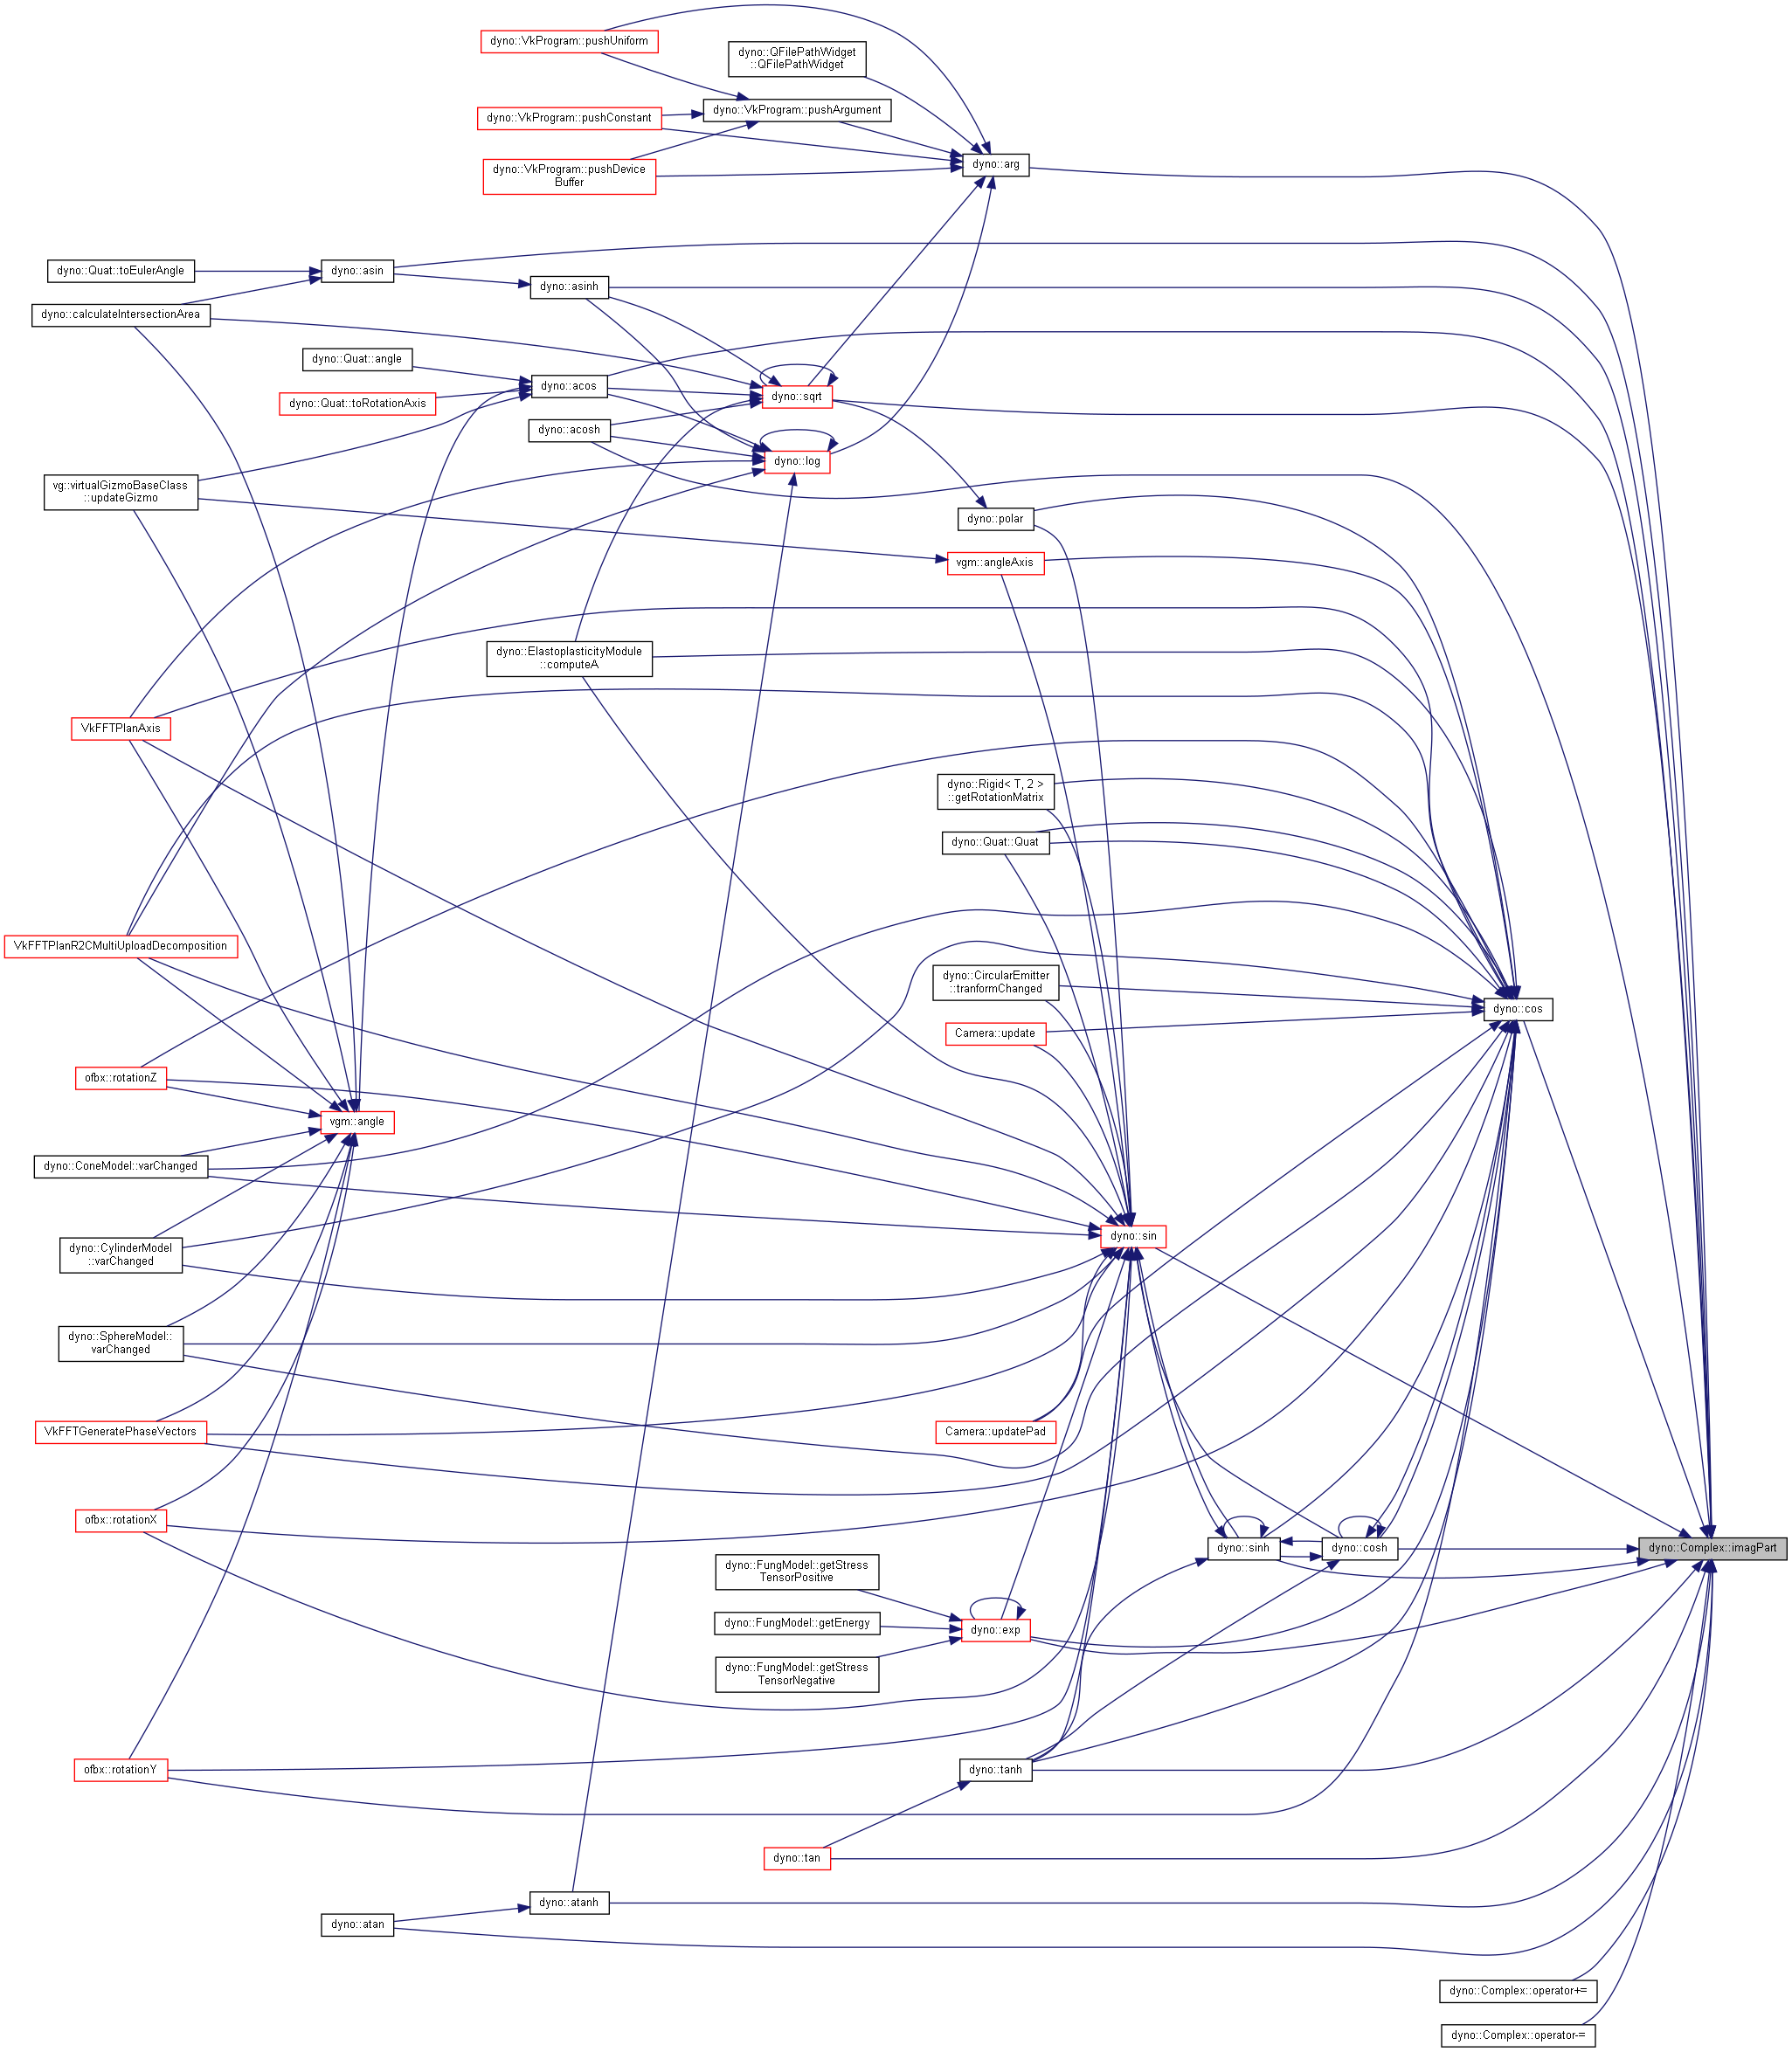 dyno::VkProgram::pushUniform
dyno::QFilePathWidget
::QFilePathWidget
dyno::VkProgram::pushArgument
dyno::VkProgram::pushConstant
dyno::arg
dyno::VkProgram::pushDevice
Buffer
dyno::Quat::toEulerAngle
dyno::asin
dyno::asinh
dyno::calculateIntersectionArea
dyno::Quat::angle
dyno::acos
dyno::sqrt
dyno::Quat::toRotationAxis
dyno::acosh
dyno::log
vg::virtualGizmoBaseClass
::updateGizmo
dyno::polar
vgm::angleAxis
dyno::ElastoplasticityModule
::computeA
VkFFTPlanAxis
dyno::Rigid< T, 2 >
::getRotationMatrix
dyno::Quat::Quat
VkFFTPlanR2CMultiUploadDecomposition
dyno::CircularEmitter
::tranformChanged
dyno::cos
Camera::update
ofbx::rotationZ
vgm::angle
dyno::ConeModel::varChanged
dyno::sin
dyno::CylinderModel
::varChanged
dyno::SphereModel::
varChanged
VkFFTGeneratePhaseVectors
Camera::updatePad
ofbx::rotationX
dyno::sinh
dyno::cosh
dyno::Complex::imagPart
dyno::FungModel::getStress
TensorPositive
dyno::FungModel::getEnergy
dyno::exp
dyno::FungModel::getStress
TensorNegative
ofbx::rotationY
dyno::tanh
dyno::tan
dyno::atanh
dyno::atan
dyno::Complex::operator+=
dyno::Complex::operator-=